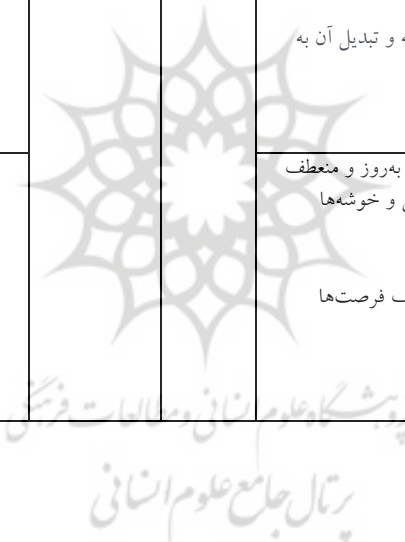 ه و تبدیل آن به
به‌روز و منعطف
ی و خوشه‌ها
ف فرصت‌ها
پژوهشگاه علوم انسانی و مطالعات فرهنگی
پرتال جامع علوم انسانی